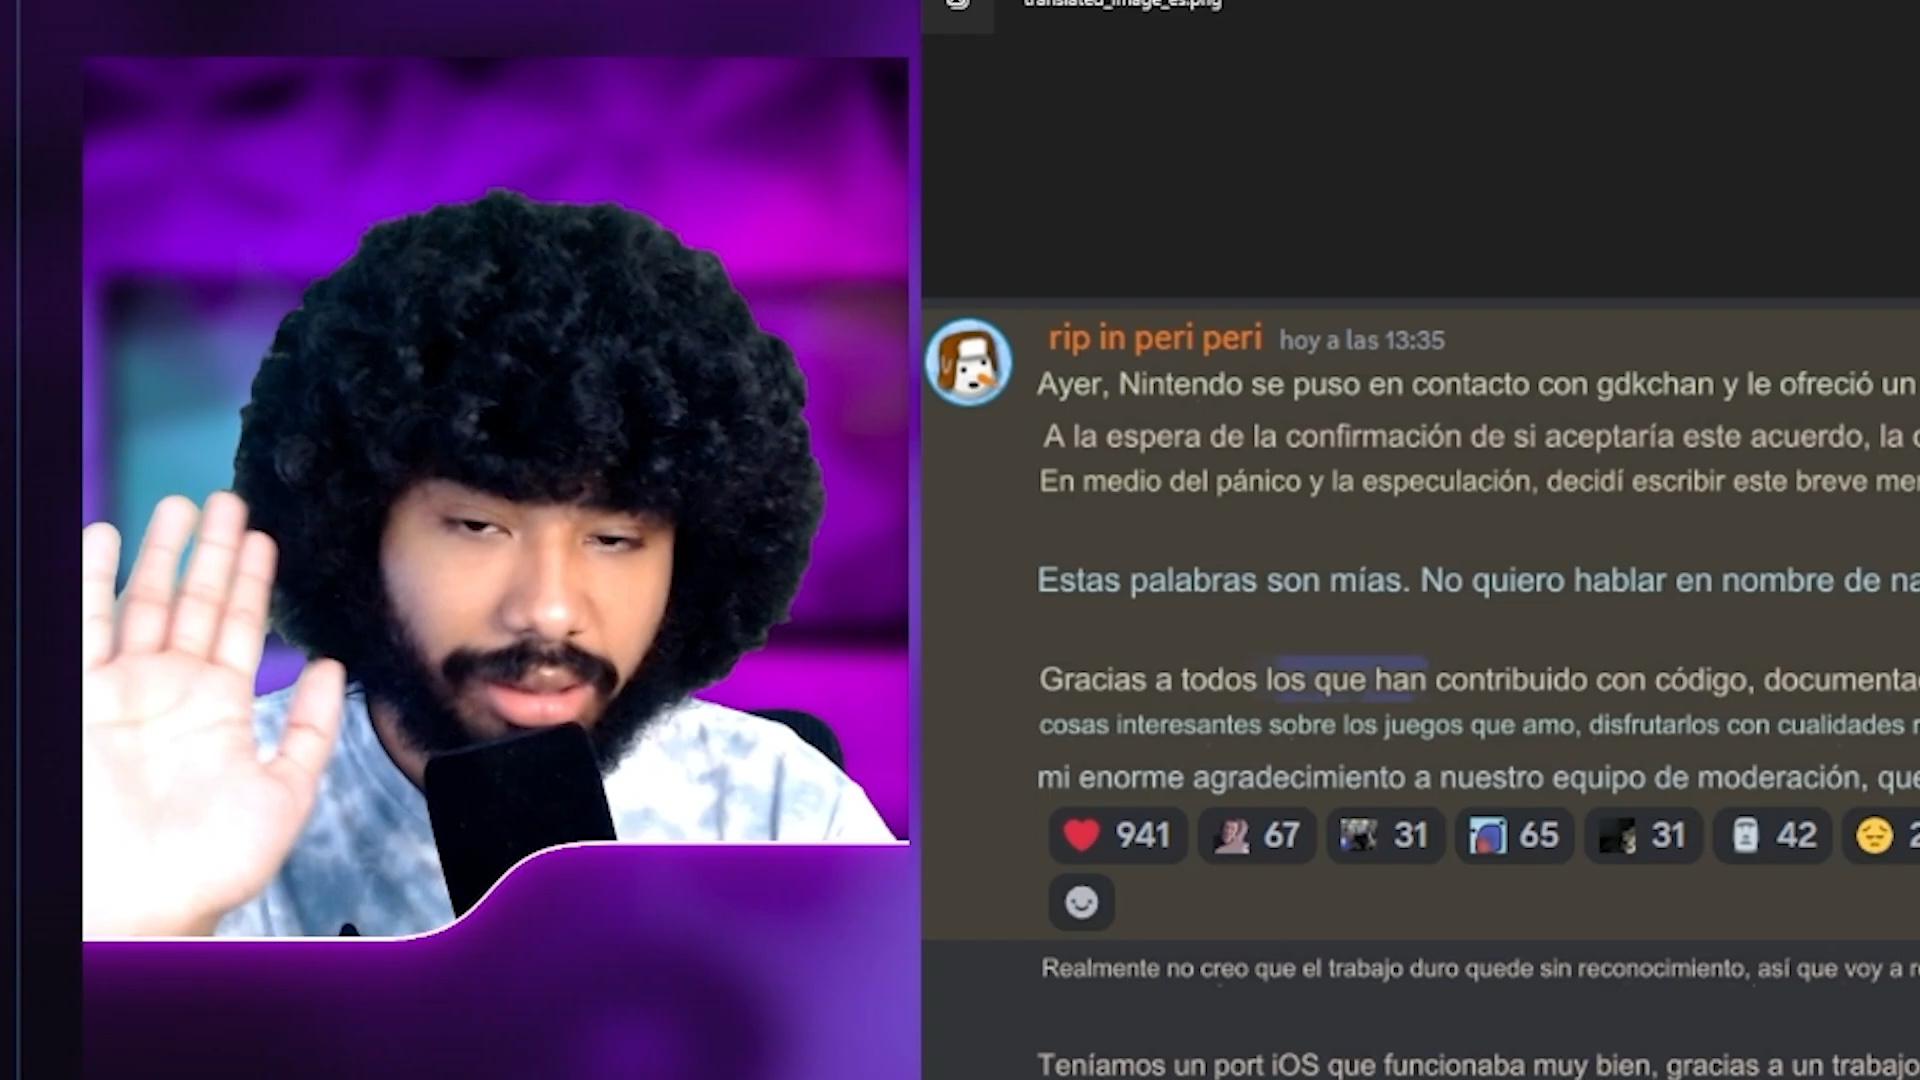 translated_image_es.png
rip in peri peri hoy a las 13:35
Ayer, Nintendo se puso en contacto con gdkchan y le ofreció un
A la espera de la confirmación de si aceptaría este acuerdo, la
En medio del pánico y la especulación, decidí escribir este breve
Estas palabras son mías. No quiero hablar en nombre de
Gracias a todos los que han contribuido con código,
cosas interesantes sobre los juegos que amo, disfrutarlos con cualidades
mi enorme agradecimiento a nuestro equipo de moderación,
941 67 31 65 31 42
Realmente no creo que el trabajo duro quede sin reconocimiento, así que voy a
Teníamos un port iOS que funcionaba muy bien, gracias a un trabajo